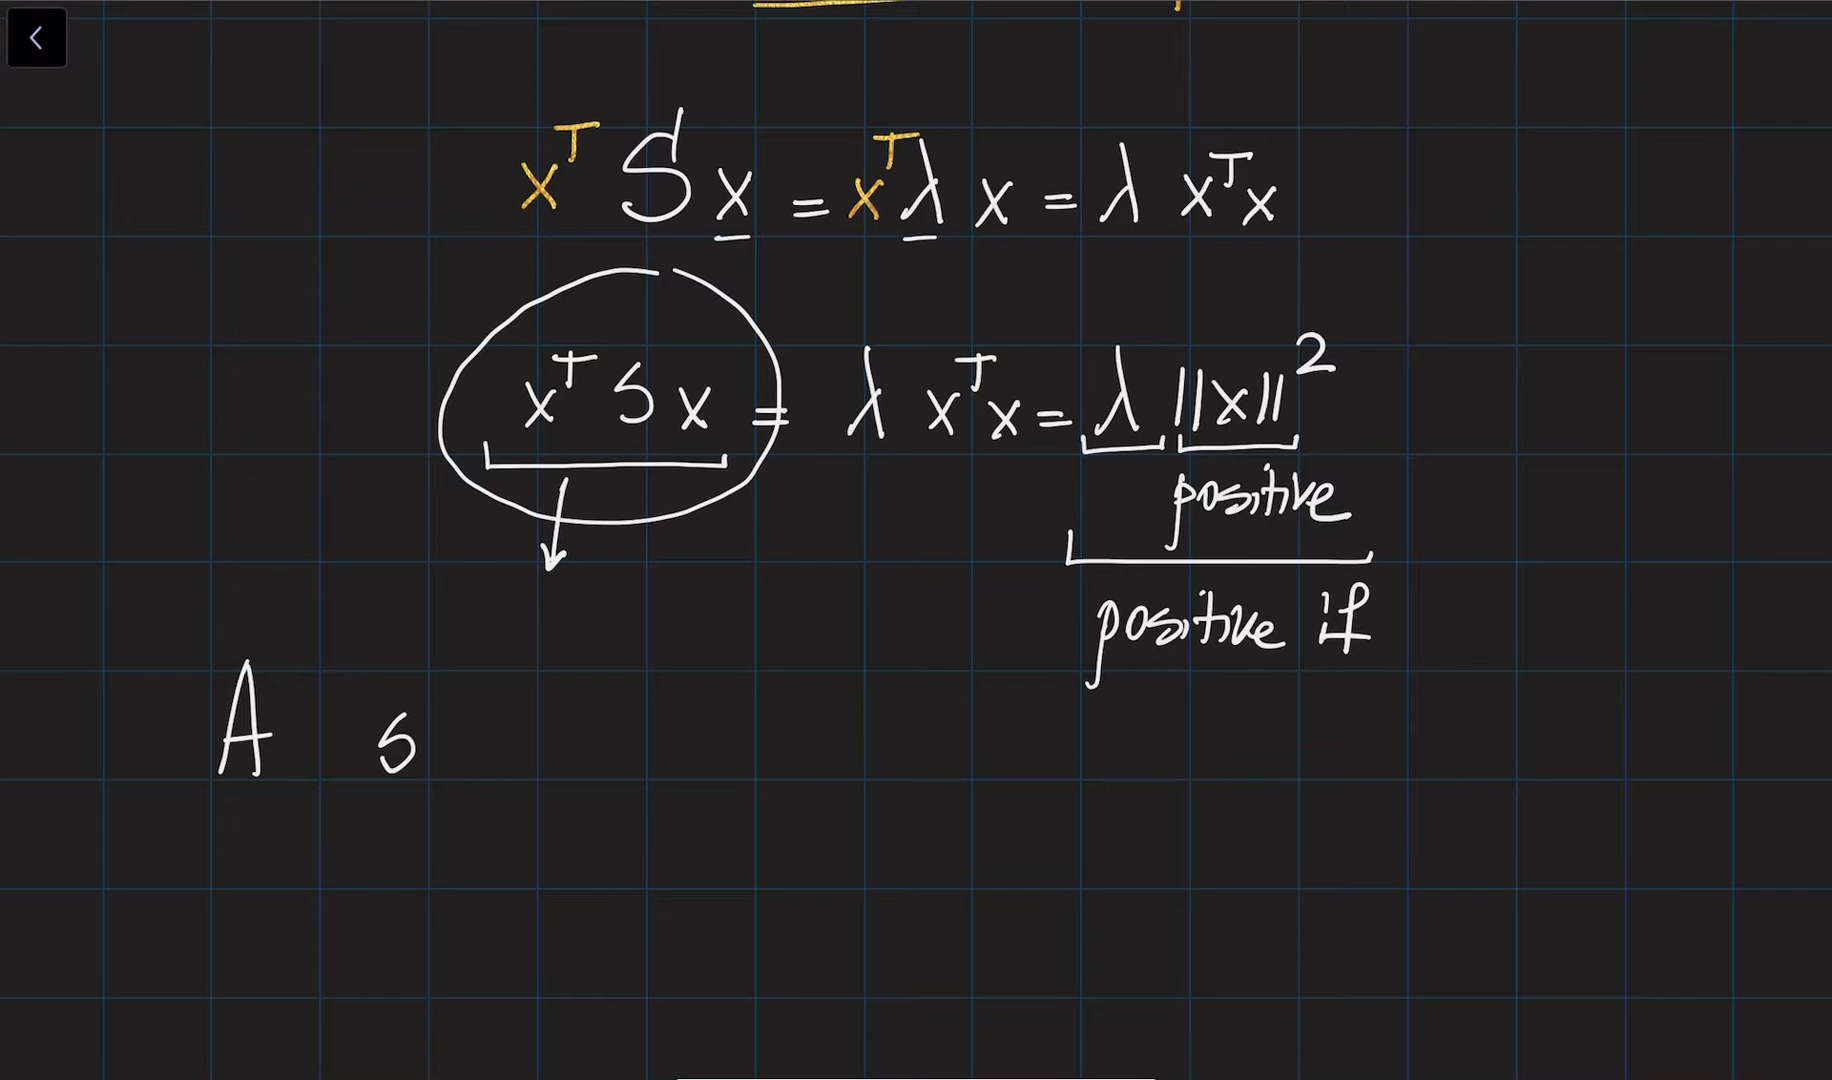 xᵀ S x = xᵀ λ x = λ xᵀx
xᵀ S x = λ xᵀx = λ ||x||²
positive
positive if
A s